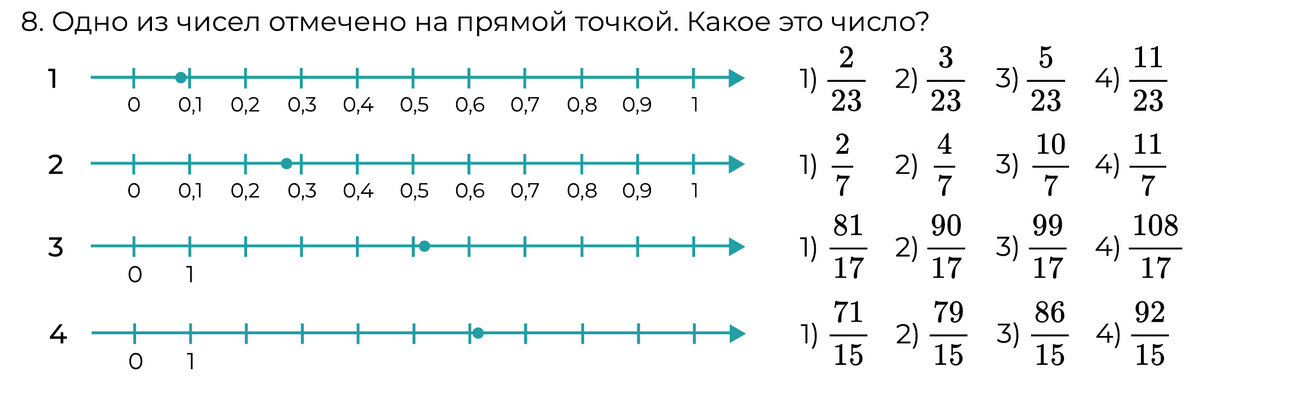 8. Одно из чисел отмечено на прямой точкой. Какое это число?
1 0 0,1 0,2 0,3 0,4 0,5 0,6 0,7 0,8 0,9 1 1) 2/23 2) 3/23 3) 5/23 4) 11/23
2 0 0,1 0,2 0,3 0,4 0,5 0,6 0,7 0,8 0,9 1 1) 2/7 2) 4/7 3) 10/7 4) 11/7
3 0 1 1) 81/17 2) 90/17 3) 99/17 4) 108/17
4 0 1 1) 71/15 2) 79/15 3) 86/15 4) 92/15